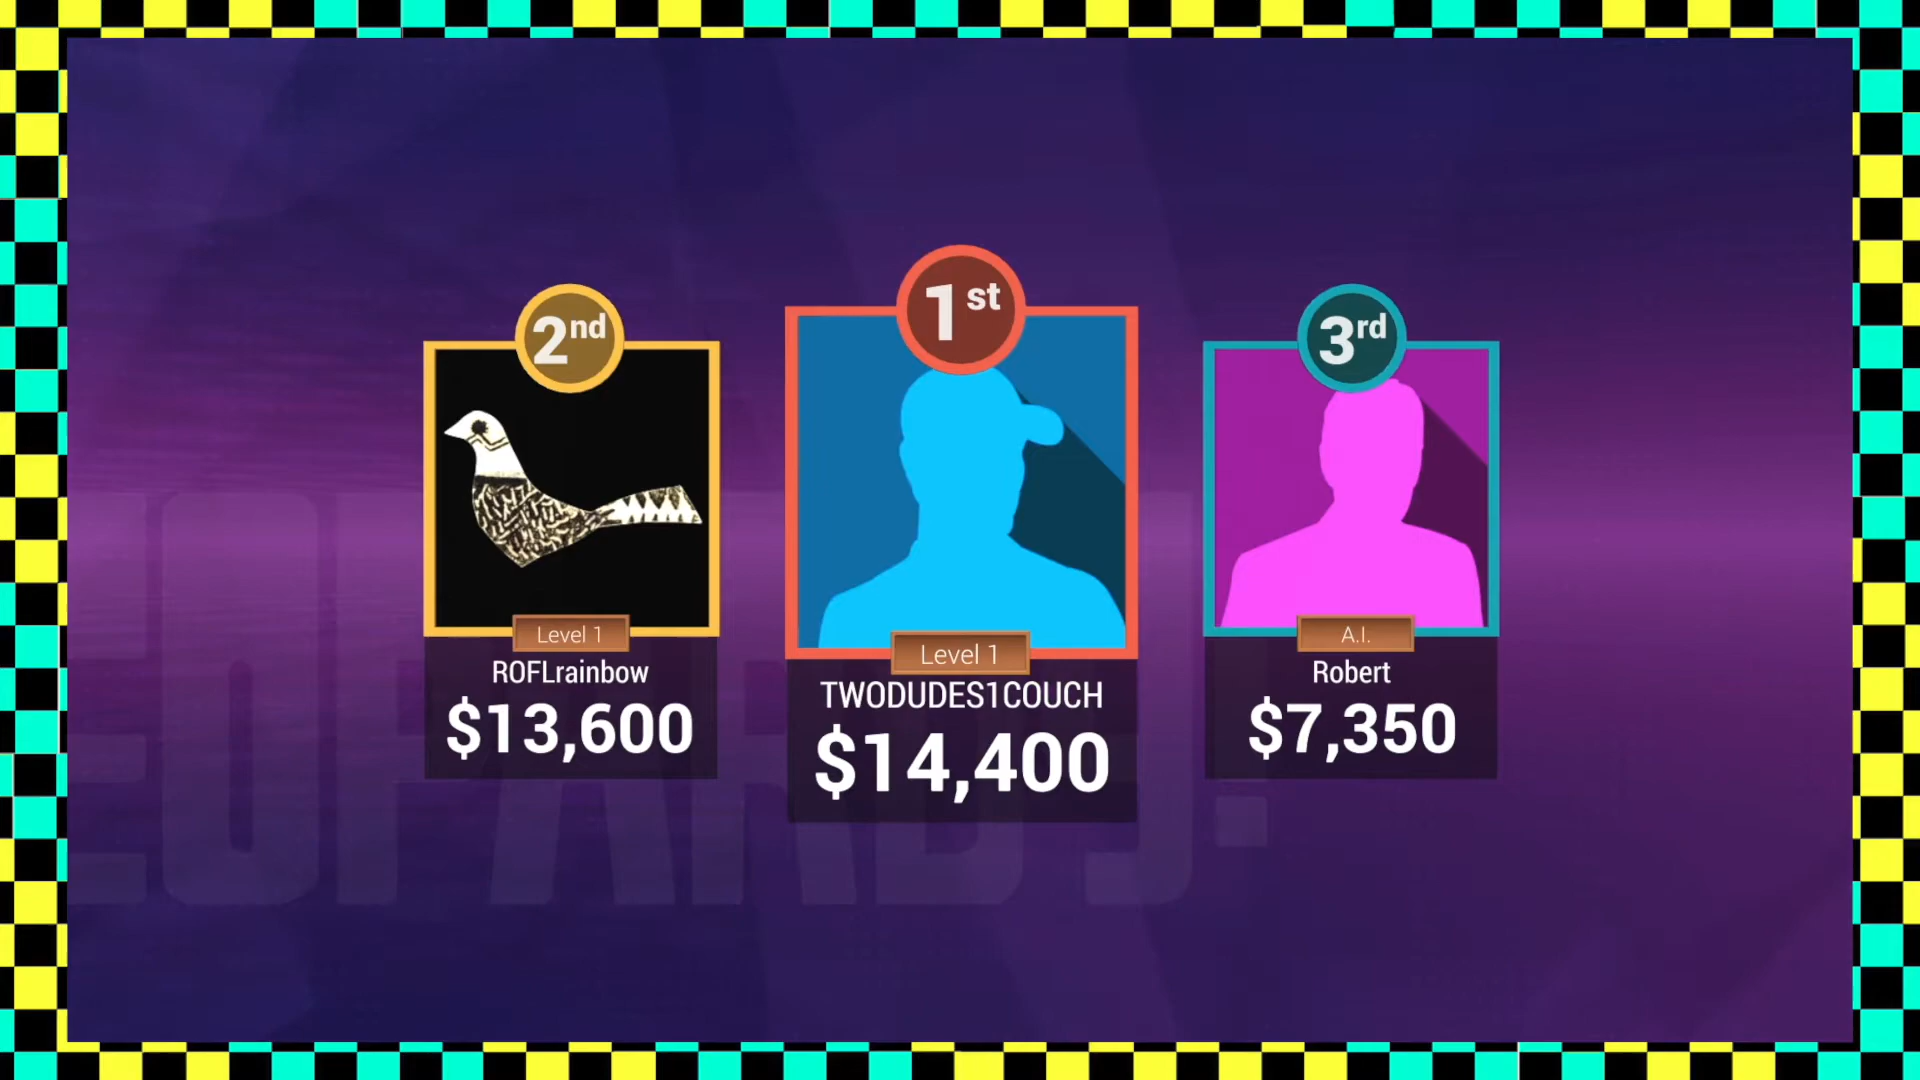 2nd
Level 1
ROFLrainbow
$13,600
1st
Level 1
TWODUDES1COUCH
$14,400
3rd
A.I.
Robert
$7,350